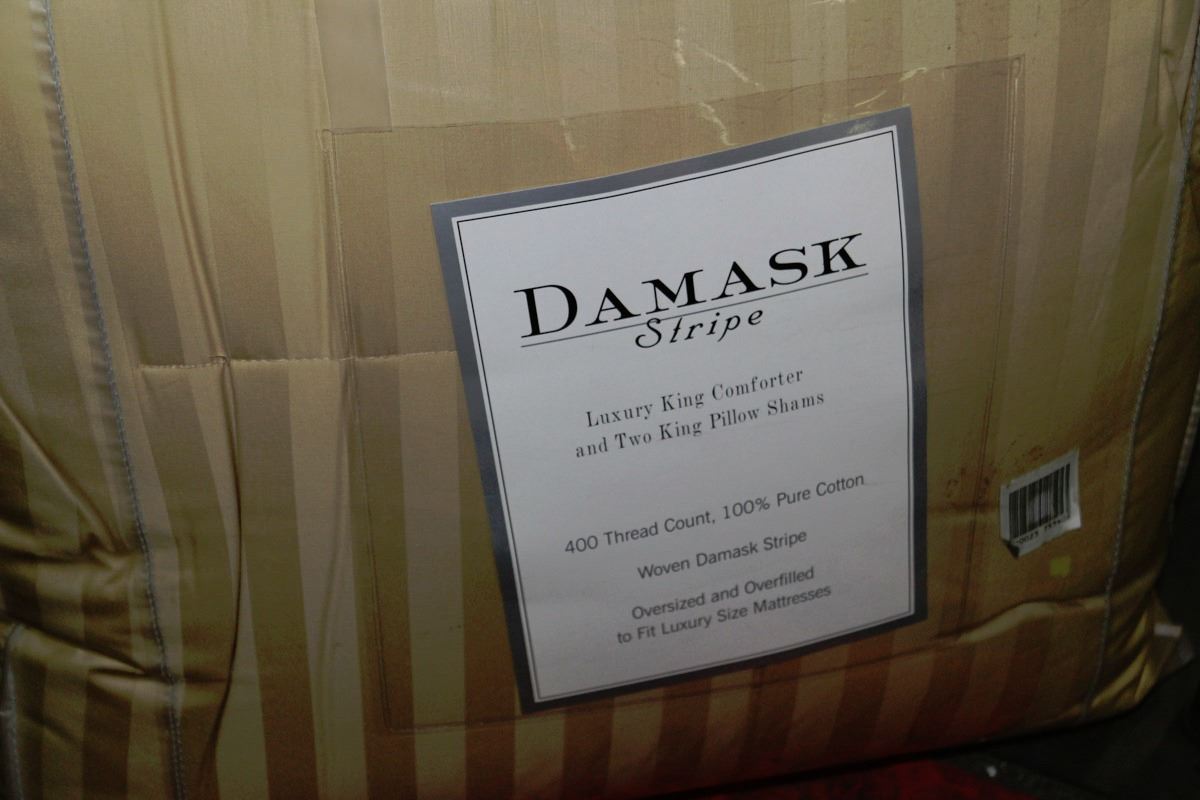 DAMASK
Stripe
Luxury King Comforter
and Two King Pillow Shams
400 Thread Count, 100% Pure Cotton
Woven Damask Stripe
Oversized and Overfilled
to Fit Luxury Size Mattresses